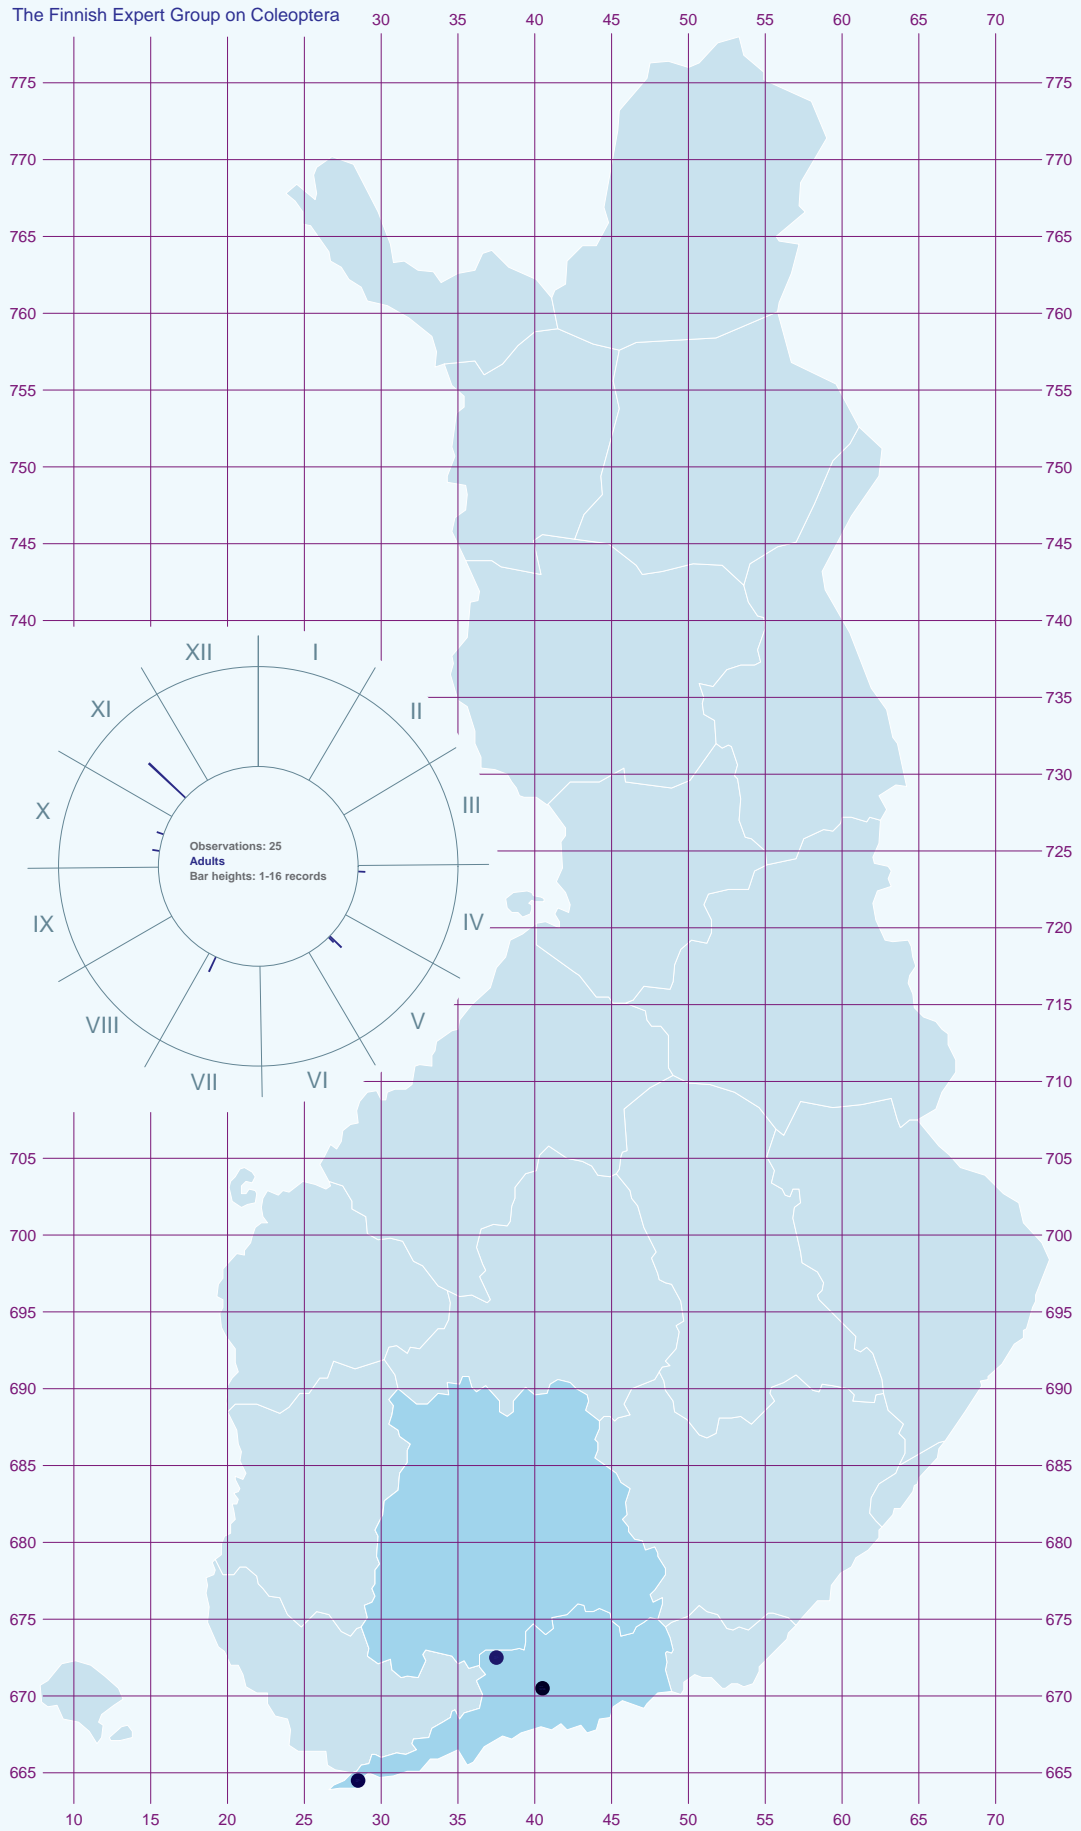 The Finnish Expert Group on Coleoptera
30 35 40 45 50 55 60 65 70
775 775
770 770
765 765
760 760
755 755
750 750
745 745
740 740
XII I
XI II
735
730
X III
725
Observations: 25
Adults
Bar heights: 1-16 records
IX IV
720
VIII V
715
VII VI
710
705 705
700 700
695 695
690 690
685 685
680 680
675 675
670 670
665 665
10 15 20 25 30 35 40 45 50 55 60 65 70